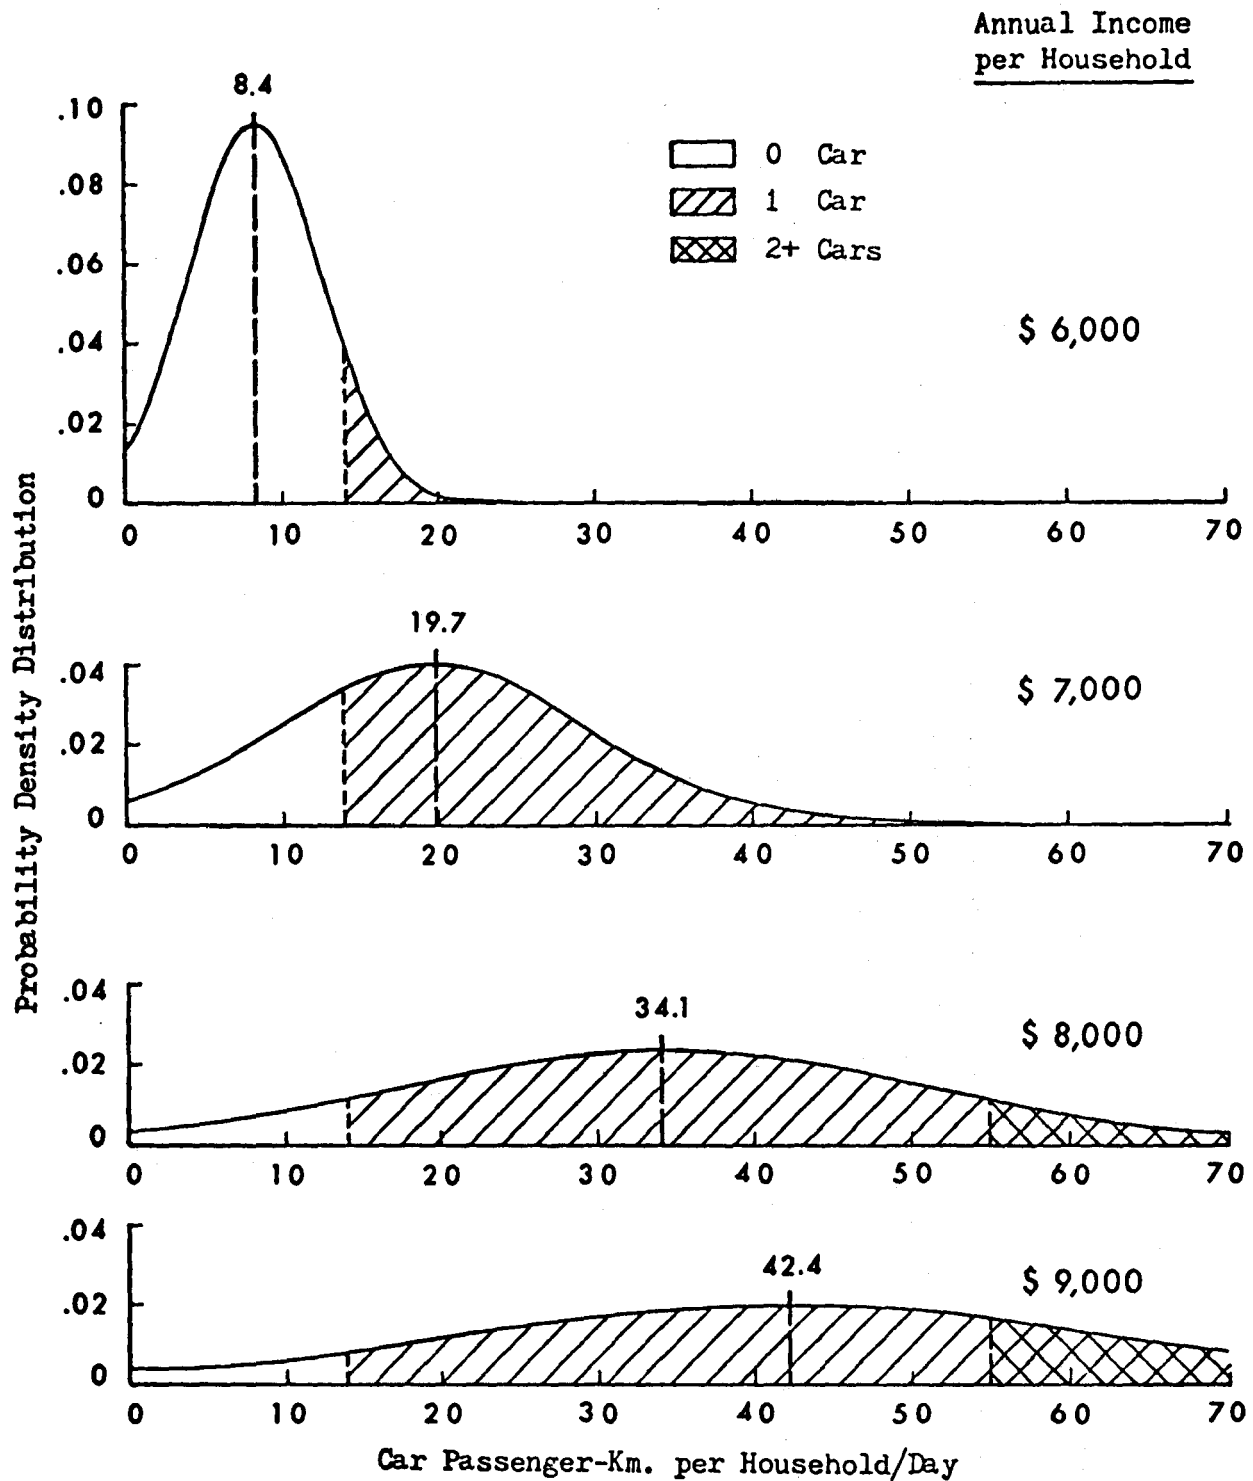 Annual Income
per Household
8.4
0 Car
1 Car
2+ Cars
$ 6,000
.10
.08
.06
.04
.02
0
0 10 20 30 40 50 60 70
19.7
$ 7,000
.04
.02
0
0 10 20 30 40 50 60 70
34.1
$ 8,000
.04
.02
0
0 10 20 30 40 50 60 70
42.4
$ 9,000
.04
.02
0
0 10 20 30 40 50 60 70
Probability Density Distribution
Car Passenger-Km. per Household/Day